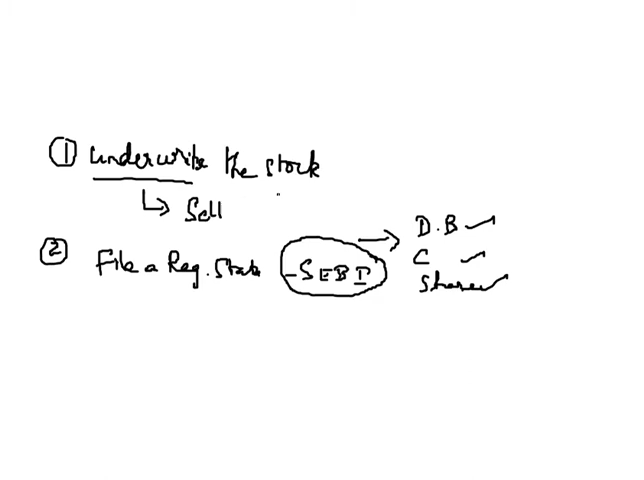 ① underwrite the stock
↳ Sell
② File a Reg. State - SEBI → D.B ✓
C ✓
Shares ✓